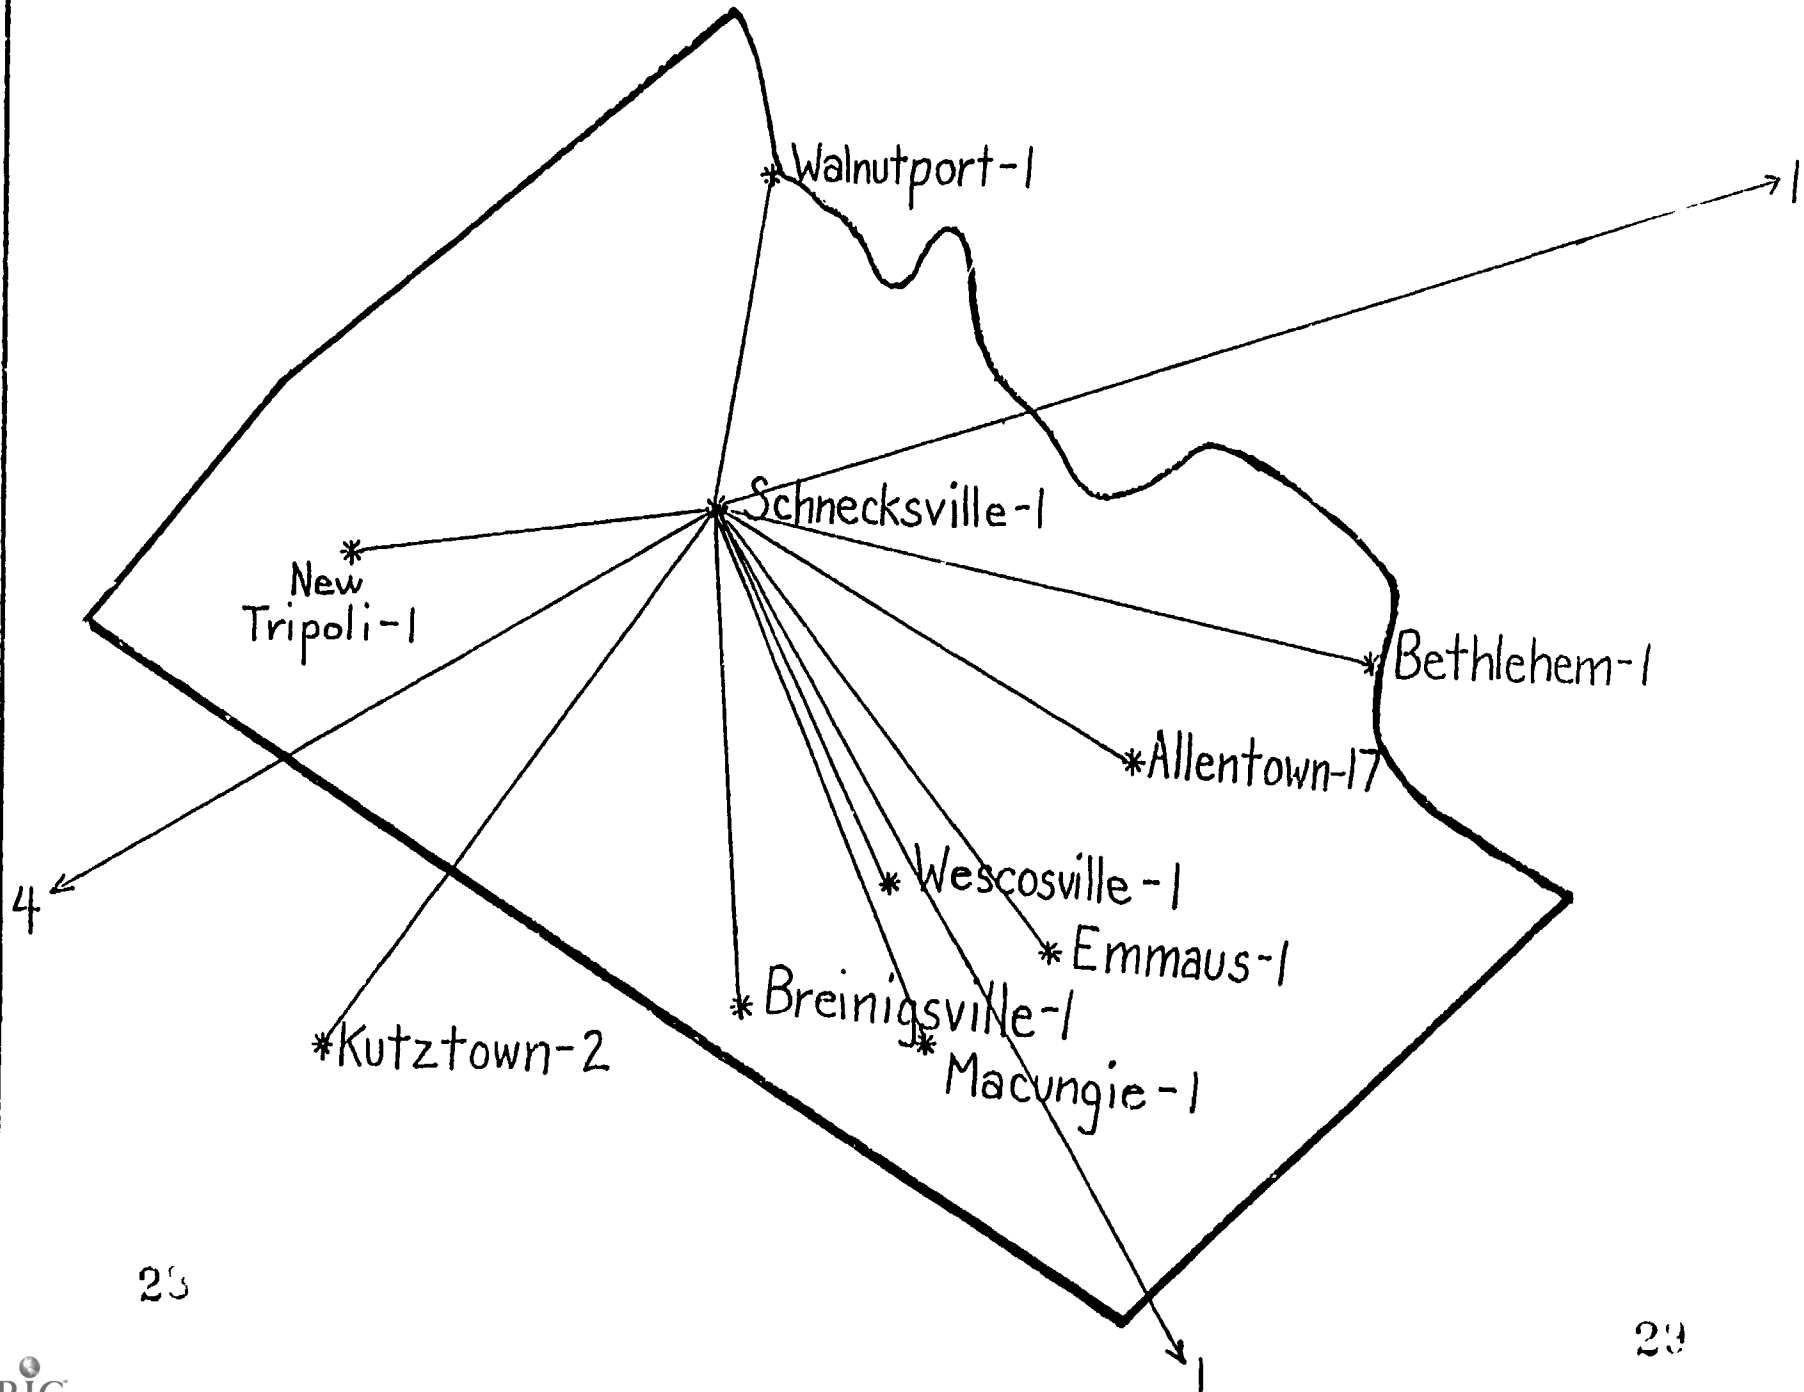 Walnutport-1
1
Schnecksville-1
New
Tripoli-1
Bethlehem-1
Allentown-17
Wescosville-1
4
Emmaus-1
Breinigsville-1
Kutztown-2
Macungie-1
1